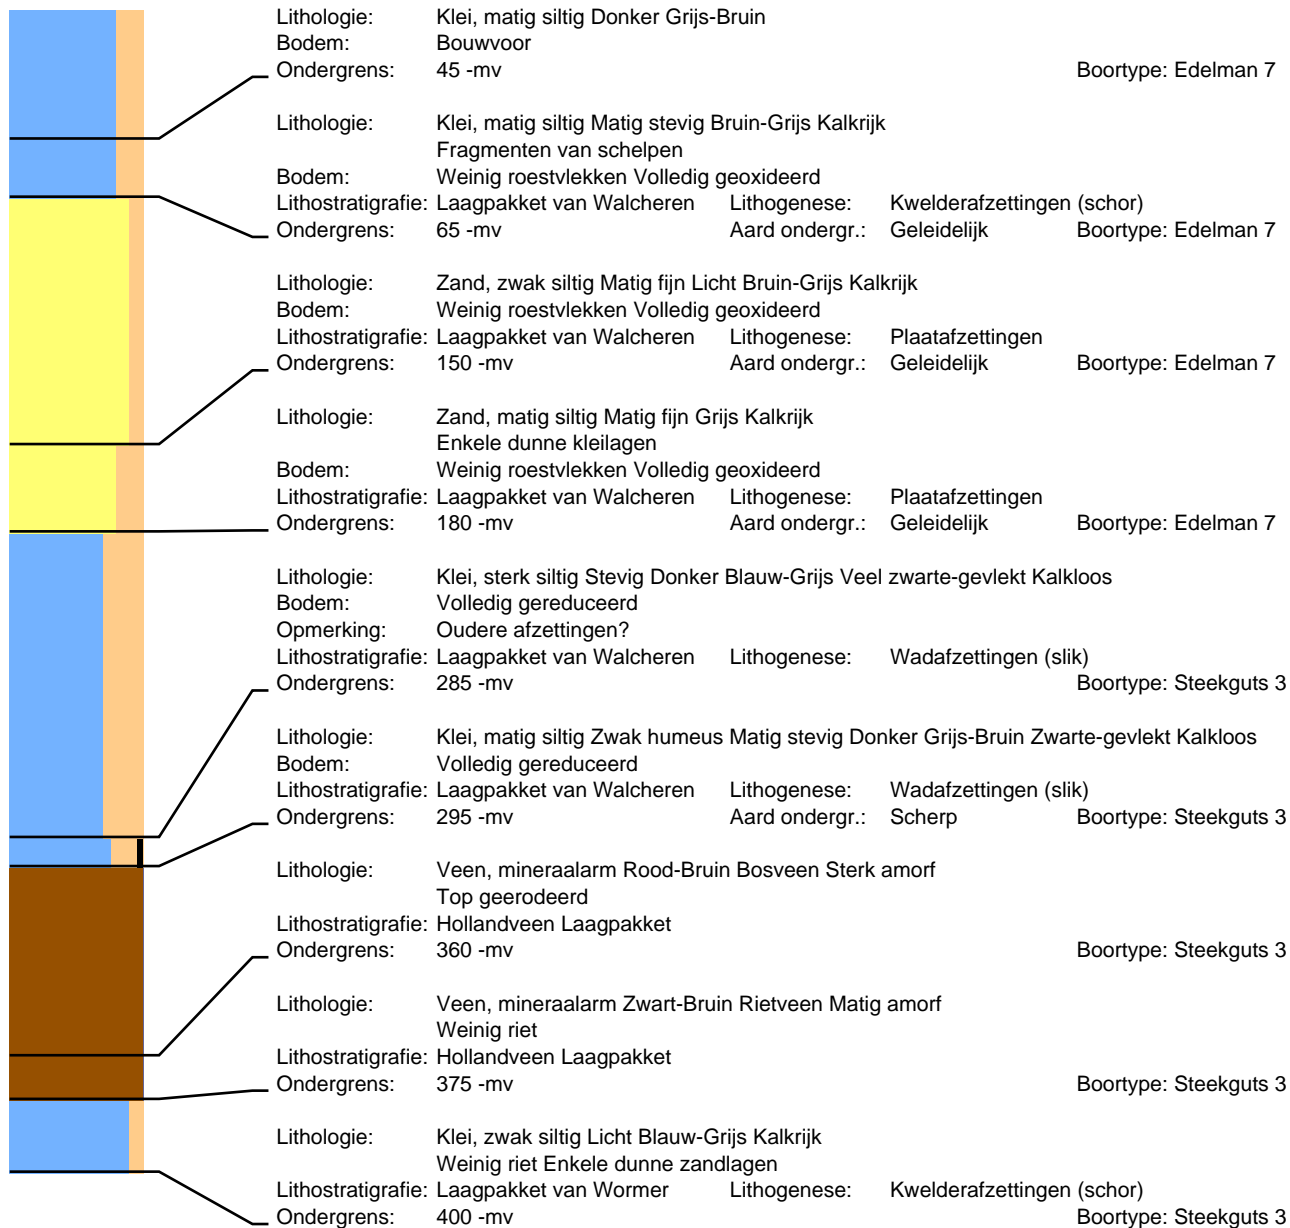 Lithologie: Klei, matig siltig Donker Grijs-Bruin
Bodem: Bouwvoor
Ondergrens: 45 -mv Boortype: Edelman 7
Lithologie: Klei, matig siltig Matig stevig Bruin-Grijs Kalkrijk
Fragmenten van schelpen
Bodem: Weinig roestvlekken Volledig geoxideerd
Lithostratigrafie: Laagpakket van Walcheren Lithogenese: Kwelderafzettingen (schor)
Ondergrens: 65 -mv Aard ondergr.: Geleidelijk Boortype: Edelman 7
Lithologie: Zand, zwak siltig Matig fijn Licht Bruin-Grijs Kalkrijk
Bodem: Weinig roestvlekken Volledig geoxideerd
Lithostratigrafie: Laagpakket van Walcheren Lithogenese: Plaatafzettingen
Ondergrens: 150 -mv Aard ondergr.: Geleidelijk Boortype: Edelman 7
Lithologie: Zand, matig siltig Matig fijn Grijs Kalkrijk
Enkele dunne kleilagen
Bodem: Weinig roestvlekken Volledig geoxideerd
Lithostratigrafie: Laagpakket van Walcheren Lithogenese: Plaatafzettingen
Ondergrens: 180 -mv Aard ondergr.: Geleidelijk Boortype: Edelman 7
Lithologie: Klei, sterk siltig Stevig Donker Blauw-Grijs Veel zwarte-gevlekt Kalkloos
Bodem: Volledig gereduceerd
Opmerking: Oudere afzettingen?
Lithostratigrafie: Laagpakket van Walcheren Lithogenese: Wadafzettingen (slik)
Ondergrens: 285 -mv Boortype: Steekguts 3
Lithologie: Klei, matig siltig Zwak humeus Matig stevig Donker Grijs-Bruin Zwarte-gevlekt Kalkloos
Bodem: Volledig gereduceerd
Lithostratigrafie: Laagpakket van Walcheren Lithogenese: Wadafzettingen (slik)
Ondergrens: 295 -mv Aard ondergr.: Scherp Boortype: Steekguts 3
Lithologie: Veen, mineraalarm Rood-Bruin Bosveen Sterk amorf
Top geerodeerd
Lithostratigrafie: Hollandveen Laagpakket
Ondergrens: 360 -mv Boortype: Steekguts 3
Lithologie: Veen, mineraalarm Zwart-Bruin Rietveen Matig amorf
Weinig riet
Lithostratigrafie: Hollandveen Laagpakket
Ondergrens: 375 -mv Boortype: Steekguts 3
Lithologie: Klei, zwak siltig Licht Blauw-Grijs Kalkrijk
Weinig riet Enkele dunne zandlagen
Lithostratigrafie: Laagpakket van Wormer Lithogenese: Kwelderafzettingen (schor)
Ondergrens: 400 -mv Boortype: Steekguts 3